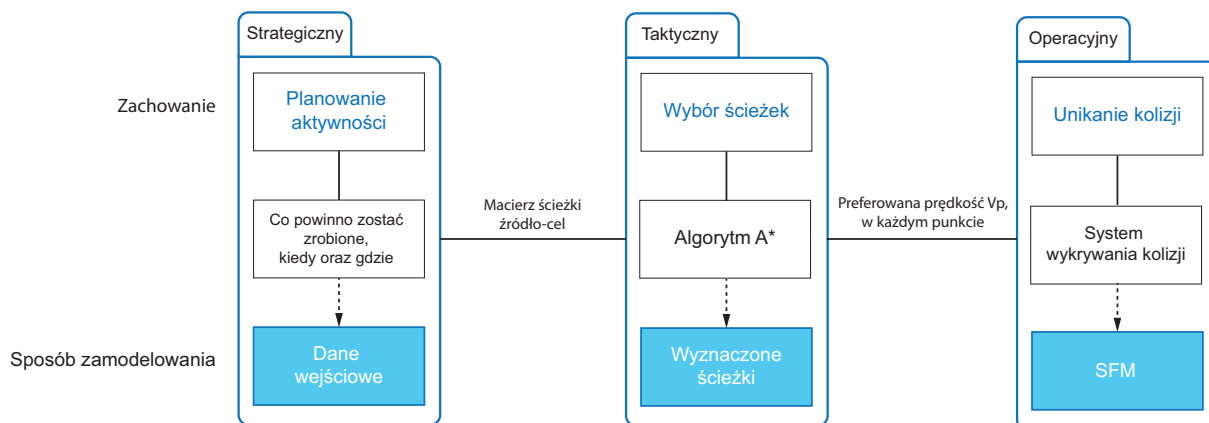 Strategiczny
Taktyczny
Operacyjny
Zachowanie
Planowanie
aktywności
Wybór ścieżek
Unikanie kolizji
Co powinno zostać
zrobione,
kiedy oraz gdzie
Macierz ścieżki
źródło-cel
Algorytm A*
Preferowana prędkość Vp,
w każdym punkcie
System
wykrywania kolizji
Sposób zamodelowania
Dane
wejściowe
Wyznaczone
ścieżki
SFM